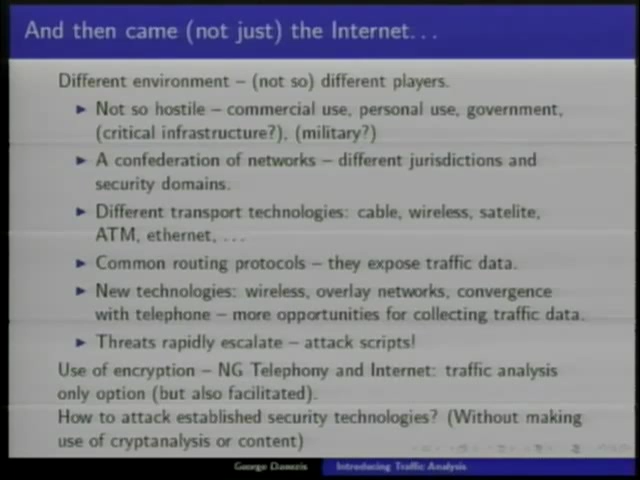 And then came (not just) the Internet...
Different environment – (not so) different players.
Not so hostile – commercial use, personal use, government,
(critical infrastructure?), (military?)
A confederation of networks – different jurisdictions and
security domains.
Different transport technologies: cable, wireless, satelite,
ATM, ethernet, ...
Common routing protocols – they expose traffic data.
New technologies: wireless, overlay networks, convergence
with telephone – more opportunities for collecting traffic data.
Threats rapidly escalate – attack scripts!
Use of encryption – NG Telephony and Internet: traffic analysis
only option (but also facilitated).
How to attack established security technologies? (Without making
use of cryptanalysis or content)
George Danezis
Introducing Traffic Analysis